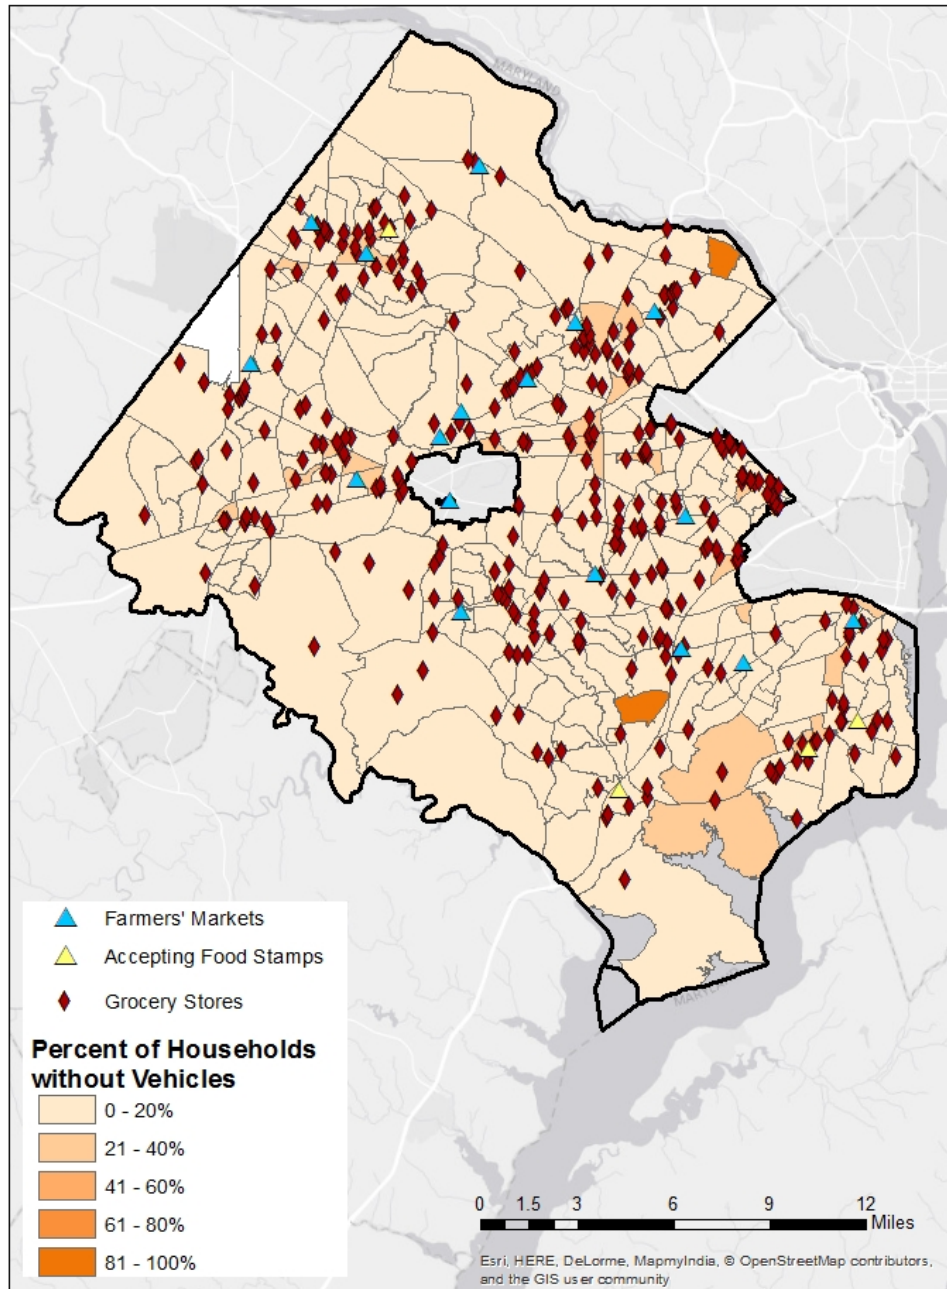 MARYLAND
Farmers' Markets
Accepting Food Stamps
Grocery Stores
Percent of Households
without Vehicles
0 - 20%
21 - 40%
41 - 60%
61 - 80%
81 - 100%
0 1.5 3 6 9 12
Miles
Esri, HERE, DeLorme, MapmyIndia, © OpenStreetMap contributors,
and the GIS user community